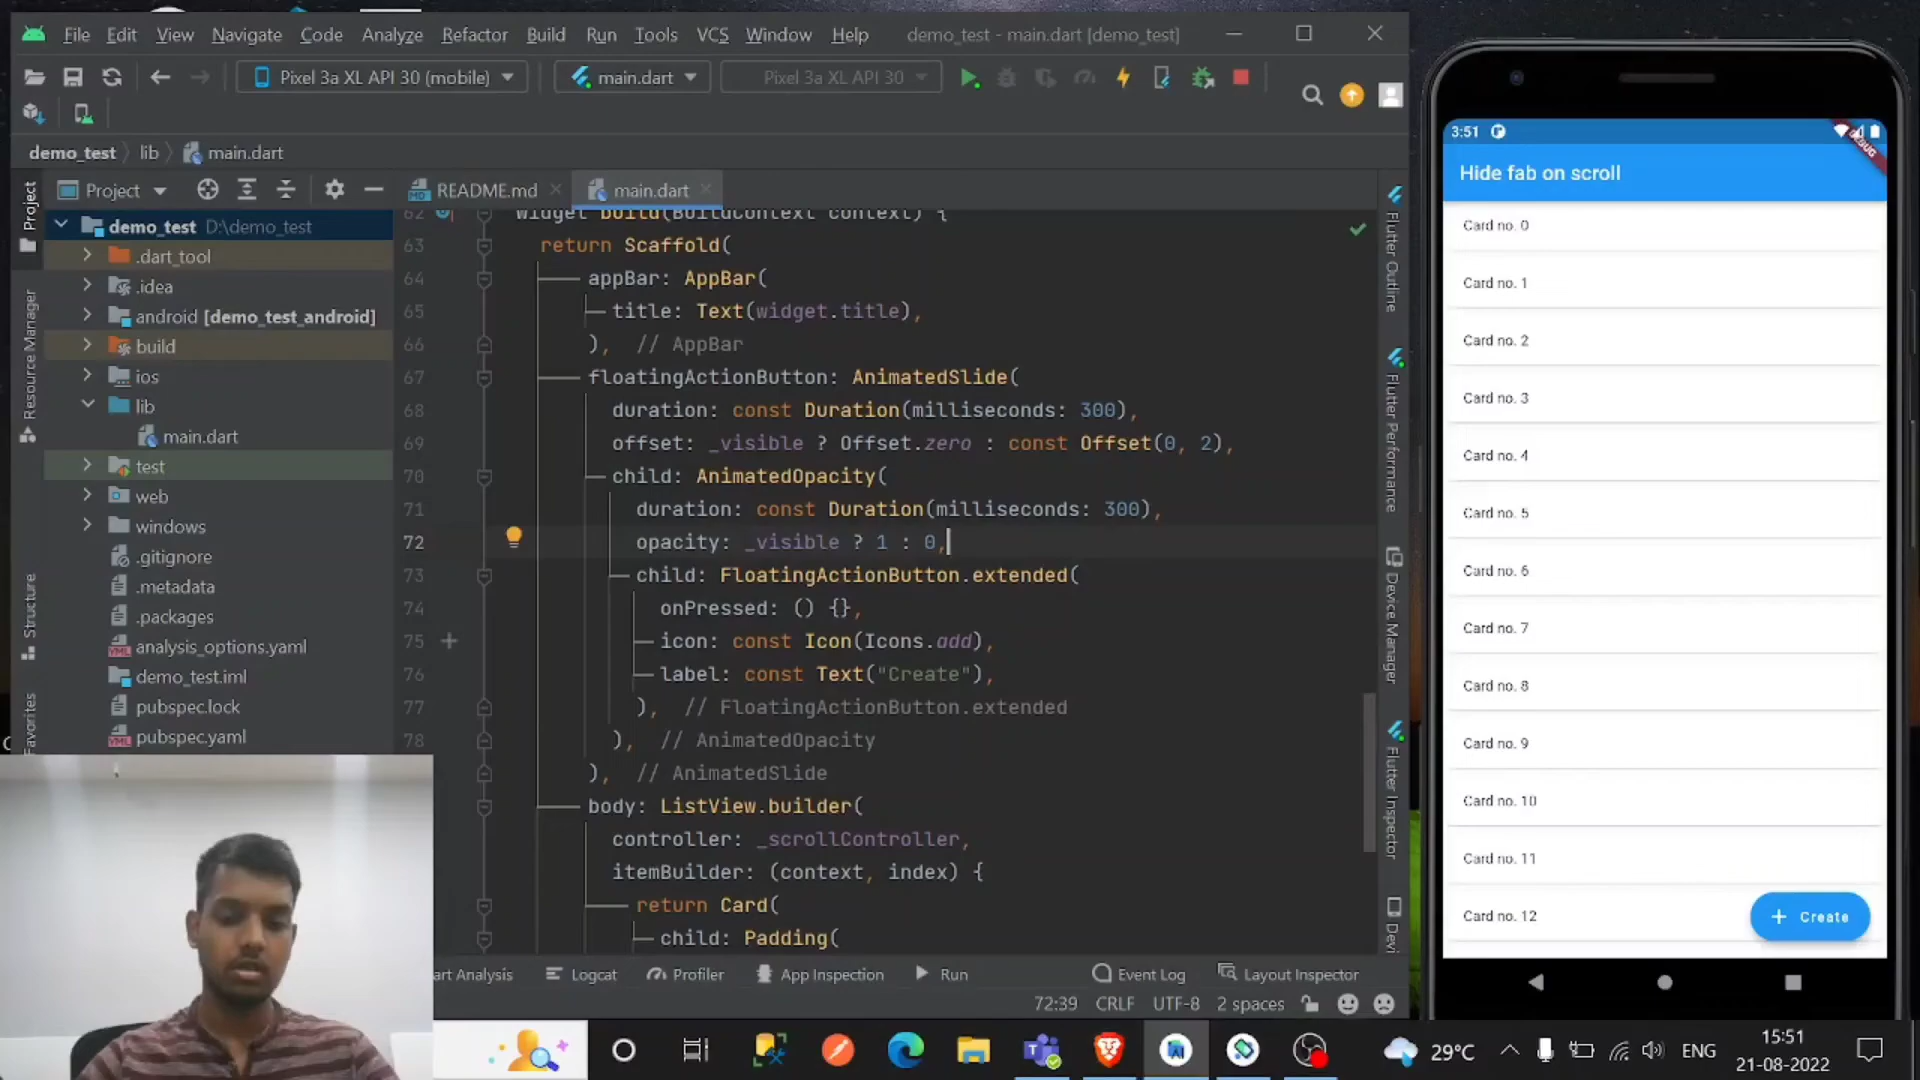 File Edit View Navigate Code Analyze Refactor Build Run Tools VCS Window Help demo_test - main.dart [demo_test]
Pixel 3a XL API 30 (mobile) main.dart Pixel 3a XL API 30
demo_test lib main.dart
Project README.md main.dart
Project
Resource Manager
Structure
Favorites
demo_test D:\demo_test
.dart_tool
.idea
android [demo_test_android]
build
ios
lib
main.dart
test
web
windows
.gitignore
.metadata
.packages
analysis_options.yaml
demo_test.iml
pubspec.lock
pubspec.yaml
62 Widget build(BuildContext context) {
63 return Scaffold(
64 appBar: AppBar(
65 title: Text(widget.title),
66 ), // AppBar
67 floatingActionButton: AnimatedSlide(
68 duration: const Duration(milliseconds: 300),
69 offset: _visible ? Offset.zero : const Offset(0, 2),
70 child: AnimatedOpacity(
71 duration: const Duration(milliseconds: 300),
72 opacity: _visible ? 1 : 0,
73 child: FloatingActionButton.extended(
74 onPressed: () {},
75 icon: const Icon(Icons.add),
76 label: const Text("Create"),
77 ), // FloatingActionButton.extended
78 ), // AnimatedOpacity
), // AnimatedSlide
body: ListView.builder(
controller: _scrollController,
itemBuilder: (context, index) {
return Card(
child: Padding(
Flutter Outline
Flutter Performance
Device Manager
Flutter Inspector
Devi
art Analysis Logcat Profiler App Inspection Run Event Log Layout Inspector
72:39 CRLF UTF-8 2 spaces
3:51
DEBUG
Hide fab on scroll
Card no. 0
Card no. 1
Card no. 2
Card no. 3
Card no. 4
Card no. 5
Card no. 6
Card no. 7
Card no. 8
Card no. 9
Card no. 10
Card no. 11
Card no. 12
+ Create
29°C ENG 15:51
21-08-2022